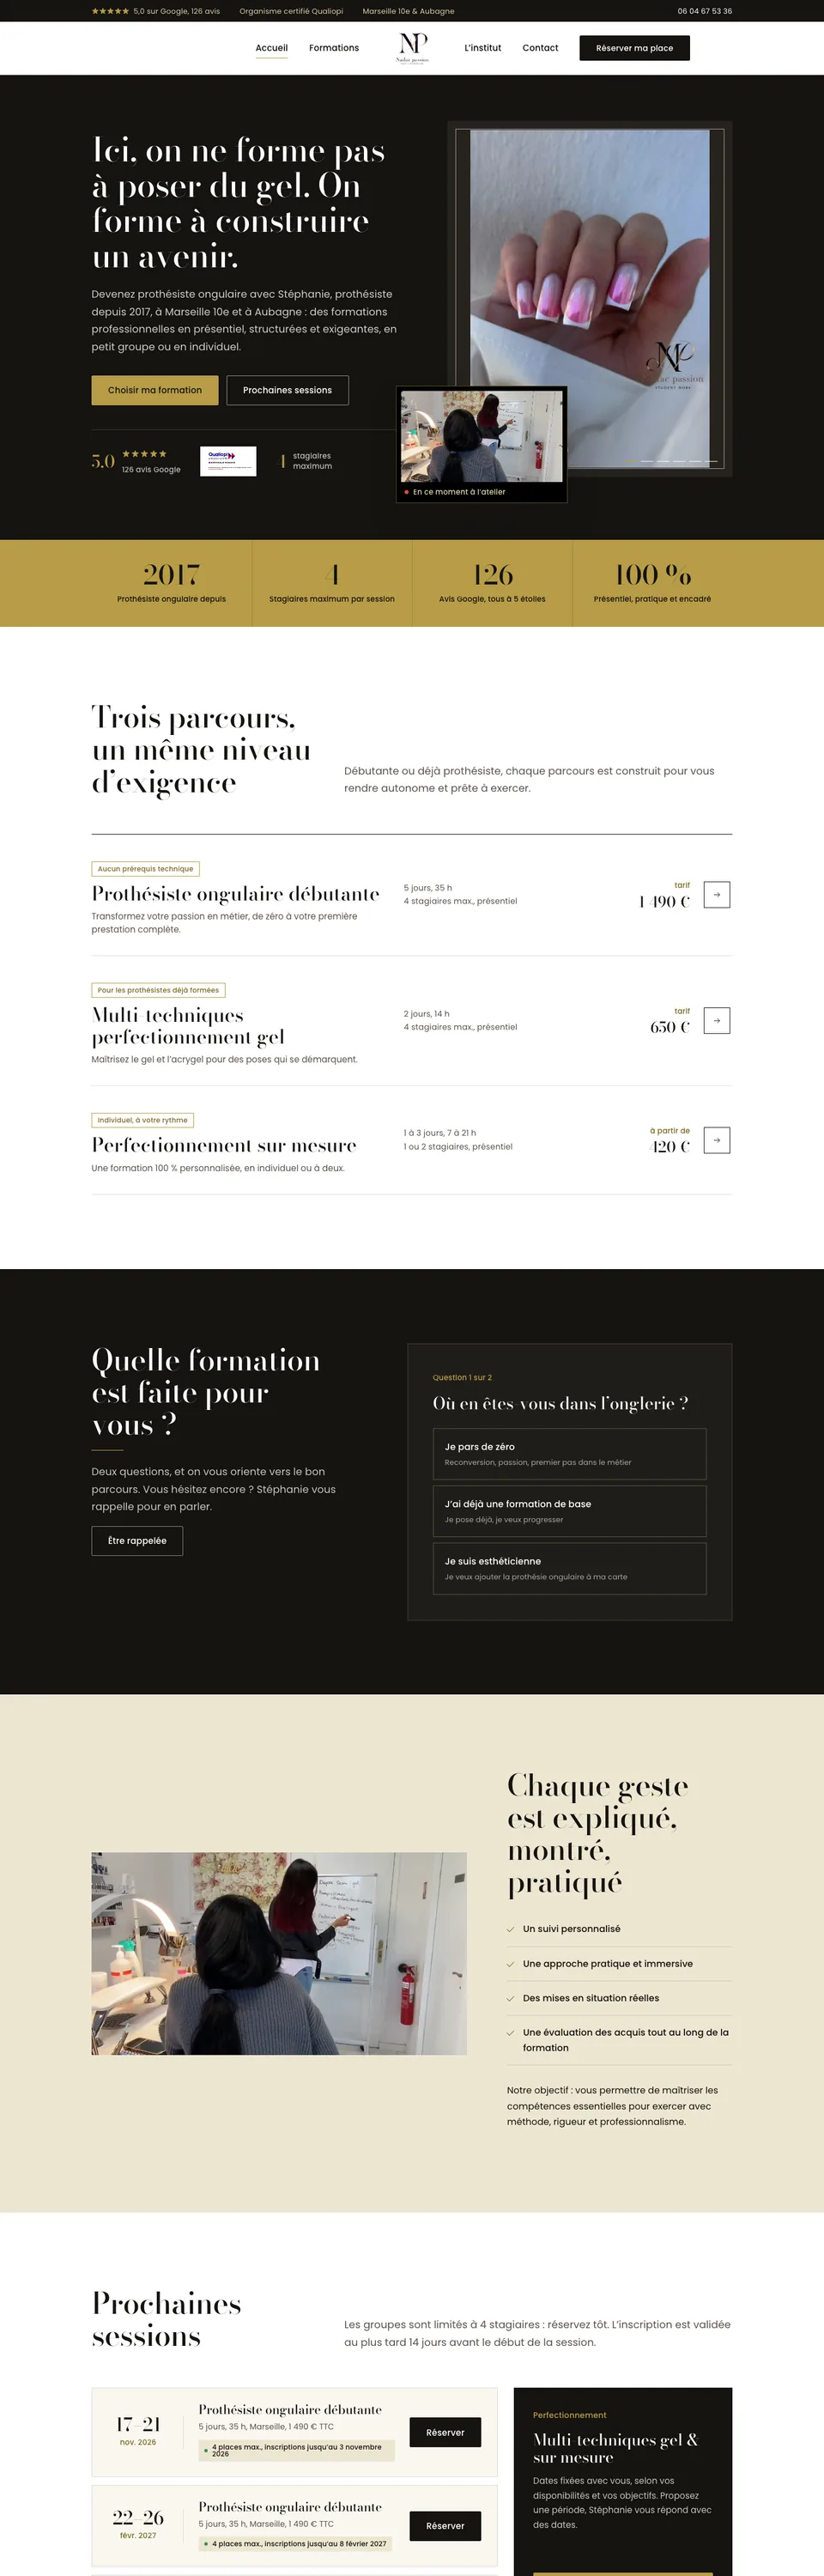 ★★★★★ 5,0 sur Google, 126 avis
Organisme certifié Qualiopi
Marseille 10e & Aubagne
06 04 67 53 36
Accueil
Formations
NP
L'institut
Contact
Réserver ma place
Ici, on ne forme pas
à poser du gel. On
forme à construire
un avenir.
Devenez prothésiste ongulaire avec Stéphanie, prothésiste
depuis 2017, à Marseille 10e et à Aubagne : des formations
professionnelles en présentiel, structurées et exigeantes, en
petit groupe ou en individuel.
Choisir ma formation
Prochaines sessions
5.0
★★★★★
126 avis Google
Qualiopi
4
stagiaires
maximum
NP
passion
En ce moment à l'atelier
2017
Prothésiste ongulaire depuis
4
Stagiaires maximum par session
126
Avis Google, tous à 5 étoiles
100 %
Présentiel, pratique et encadré
Trois parcours,
un même niveau
d'exigence
Débutante ou déjà prothésiste, chaque parcours est construit pour vous
rendre autonome et prête à exercer.
Aucun prérequis technique
Prothésiste ongulaire débutante
Transformez votre passion en métier, de zéro à votre première
prestation complète.
5 jours, 35 h
4 stagiaires max., présentiel
tarif
1 490 €
→
Pour les prothésistes déjà formées
Multi-techniques
perfectionnement gel
Maîtrisez le gel et l'acrygel pour des poses qui se démarquent.
2 jours, 14 h
4 stagiaires max., présentiel
tarif
650 €
→
Individuel, à votre rythme
Perfectionnement sur mesure
Une formation 100 % personnalisée, en individuel ou à deux.
1 à 3 jours, 7 à 21 h
1 ou 2 stagiaires, présentiel
à partir de
420 €
→
Quelle formation
est faite pour
vous ?
Deux questions, et on vous oriente vers le bon
parcours. Vous hésitez encore ? Stéphanie vous
rappelle pour en parler.
Être rappelée
Question 1 sur 2
Où en êtes-vous dans l'onglerie ?
Je pars de zéro
Reconversion, passion, premier pas dans le métier
J'ai déjà une formation de base
Je pose déjà, je veux progresser
Je suis esthéticienne
Je veux ajouter la prothésie ongulaire à ma carte
Chaque geste
est expliqué,
montré,
pratiqué
Un suivi personnalisé
Une approche pratique et immersive
Des mises en situation réelles
Une évaluation des acquis tout au long de la
formation
Notre objectif : vous permettre de maîtriser les
compétences essentielles pour exercer avec
méthode, rigueur et professionnalisme.
Prochaines
sessions
Les groupes sont limités à 4 stagiaires : réservez tôt. L'inscription est validée
au plus tard 14 jours avant le début de la session.
17–21
nov. 2026
Prothésiste ongulaire débutante
5 jours, 35 h, Marseille, 1 490 € TTC
4 places max., inscriptions jusqu'au 3 novembre
2026
Réserver
22–26
févr. 2027
Prothésiste ongulaire débutante
5 jours, 35 h, Marseille, 1 490 € TTC
4 places max., inscriptions jusqu'au 8 février 2027
Réserver
Perfectionnement
Multi-techniques gel &
sur mesure
Dates fixées avec vous, selon vos
disponibilités et vos objectifs. Proposez
une période, Stéphanie vous répond avec
des dates.